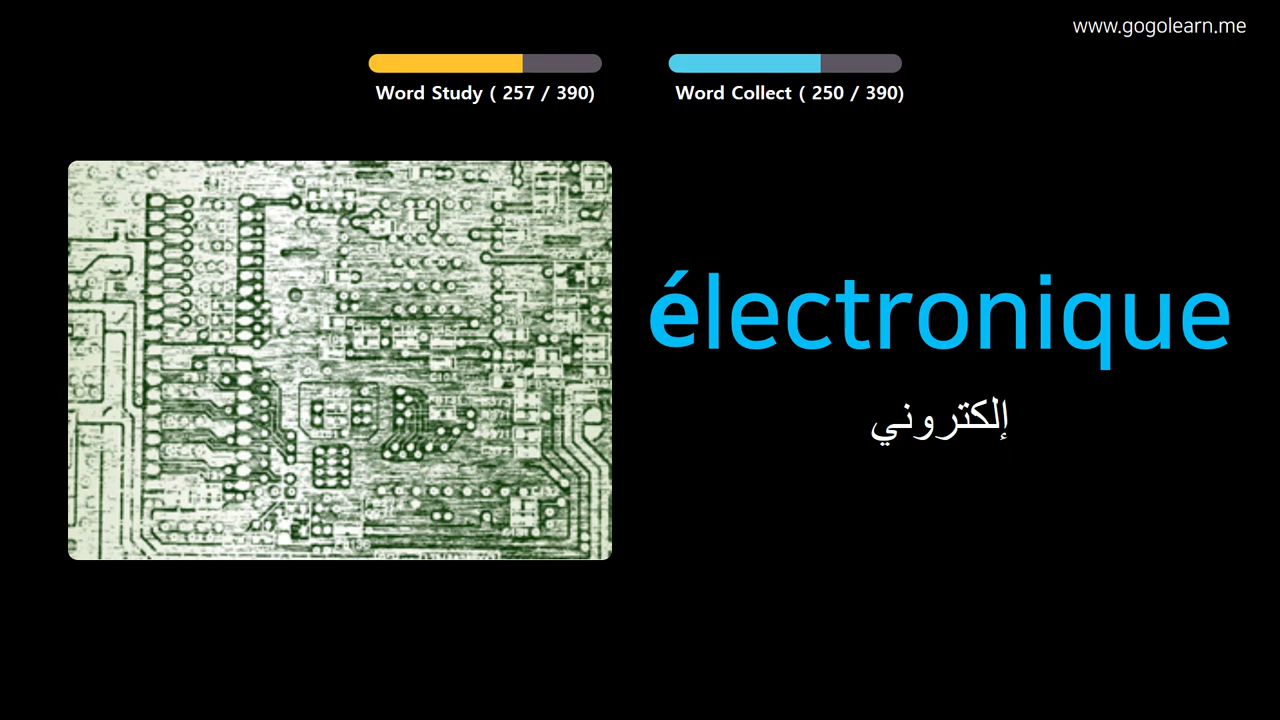 www.gogolearn.me
Word Study ( 257 / 390)
Word Collect ( 250 / 390)
électronique
إلكتروني